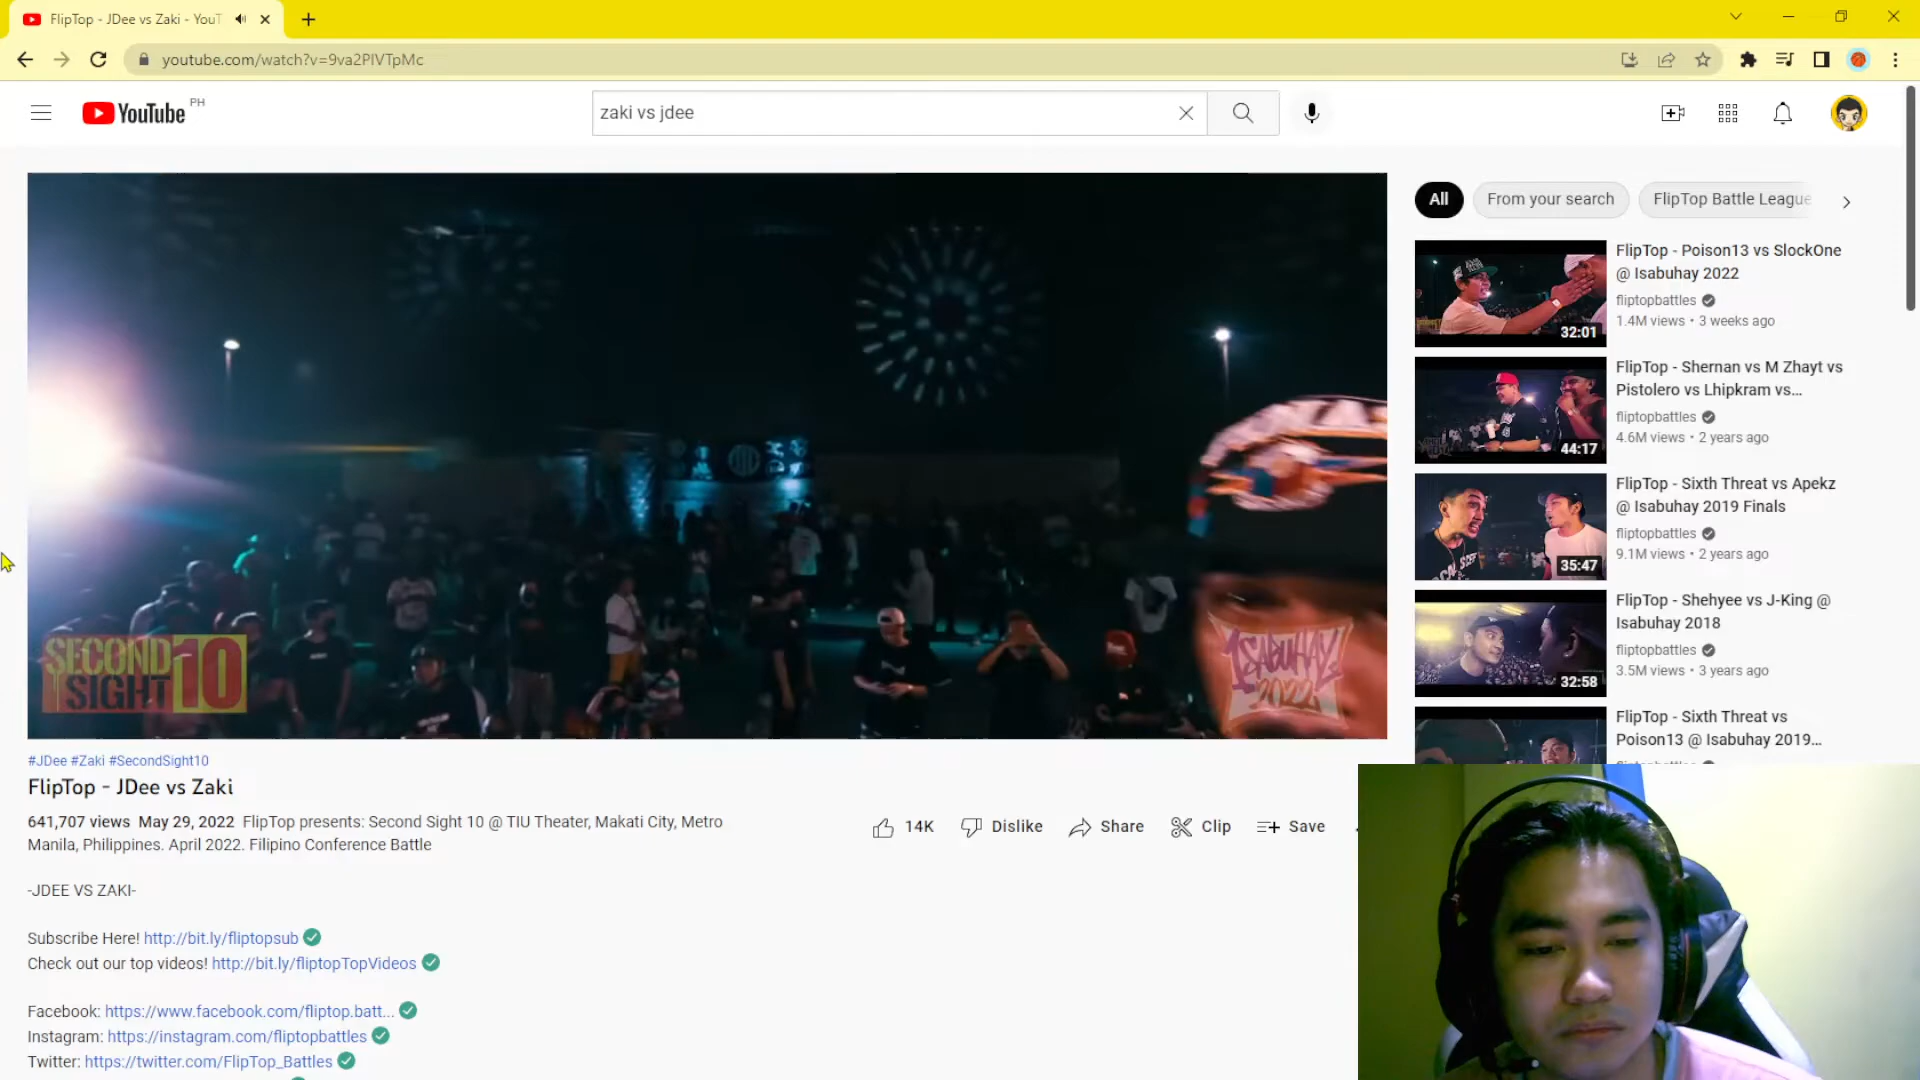 FlipTop - JDee vs Zaki - YouT
youtube.com/watch?v=9va2PIVTpMc
YouTube PH
zaki vs jdee
All
From your search
FlipTop Battle League
SECOND
SIGHT 10
ISABUHAY
2022
FlipTop - Poison13 vs SlockOne
@ Isabuhay 2022
fliptopbattles
1.4M views • 3 weeks ago
32:01
FlipTop - Shernan vs M Zhayt vs
Pistolero vs Lhipkram vs...
fliptopbattles
4.6M views • 2 years ago
44:17
FlipTop - Sixth Threat vs Apekz
@ Isabuhay 2019 Finals
fliptopbattles
9.1M views • 2 years ago
35:47
FlipTop - Shehyee vs J-King @
Isabuhay 2018
fliptopbattles
3.5M views • 3 years ago
32:58
FlipTop - Sixth Threat vs
Poison13 @ Isabuhay 2019...
#JDee #Zaki #SecondSight10
FlipTop - JDee vs Zaki
641,707 views May 29, 2022 FlipTop presents: Second Sight 10 @ TIU Theater, Makati City, Metro
Manila, Philippines. April 2022. Filipino Conference Battle
14K
Dislike
Share
Clip
Save
-JDEE VS ZAKI-
Subscribe Here! http://bit.ly/fliptopsub
Check out our top videos! http://bit.ly/fliptopTopVideos
Facebook: https://www.facebook.com/fliptop.batt...
Instagram: https://instagram.com/fliptopbattles
Twitter: https://twitter.com/FlipTop_Battles